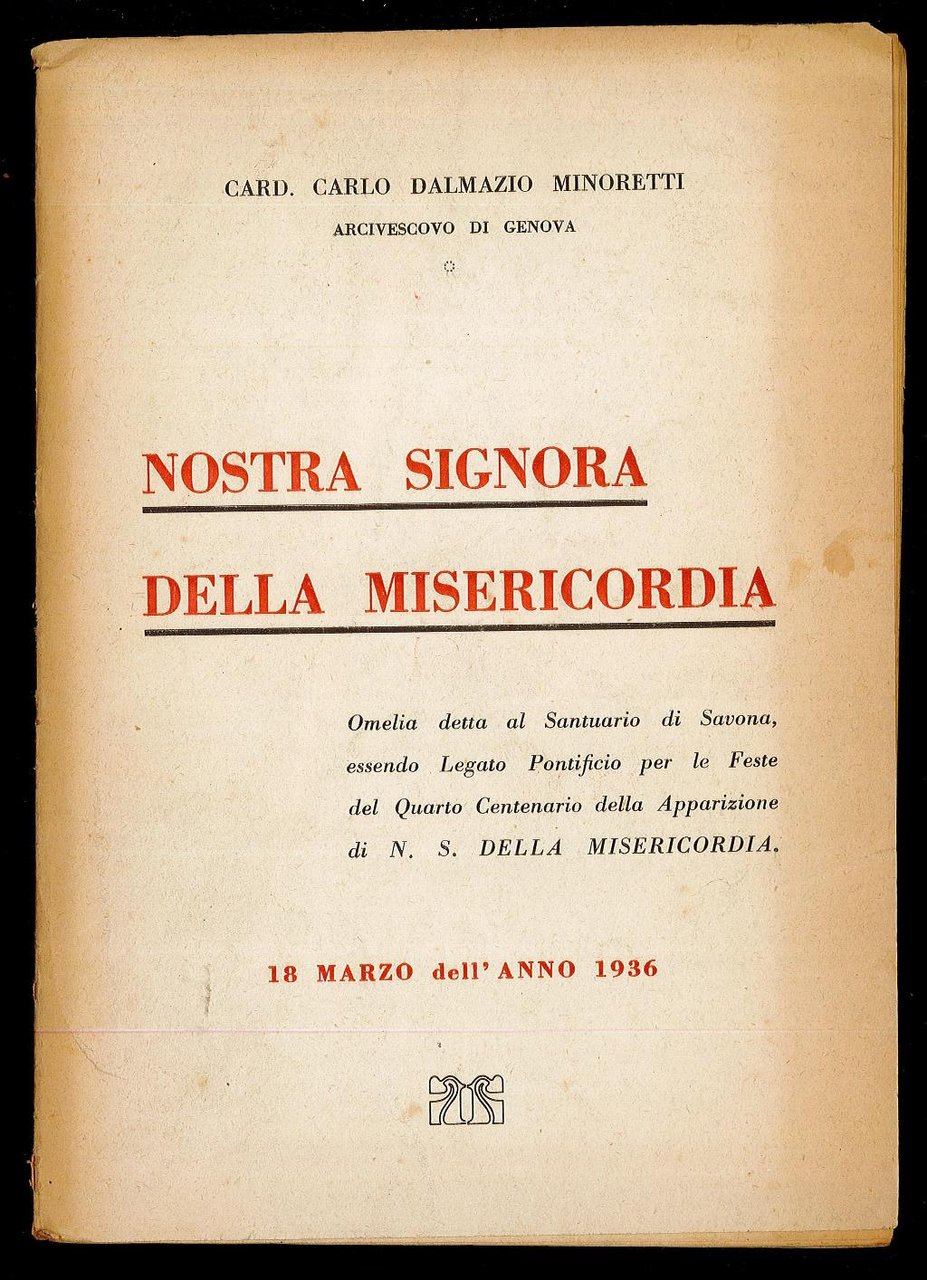 CARD. CARLO DALMAZIO MINORETTI
ARCIVESCOVO DI GENOVA
NOSTRA SIGNORA
DELLA MISERICORDIA
Omelia detta al Santuario di Savona,
essendo Legato Pontificio per le Feste
del Quarto Centenario della Apparizione
di N. S. DELLA MISERICORDIA.
18 MARZO dell' ANNO 1936